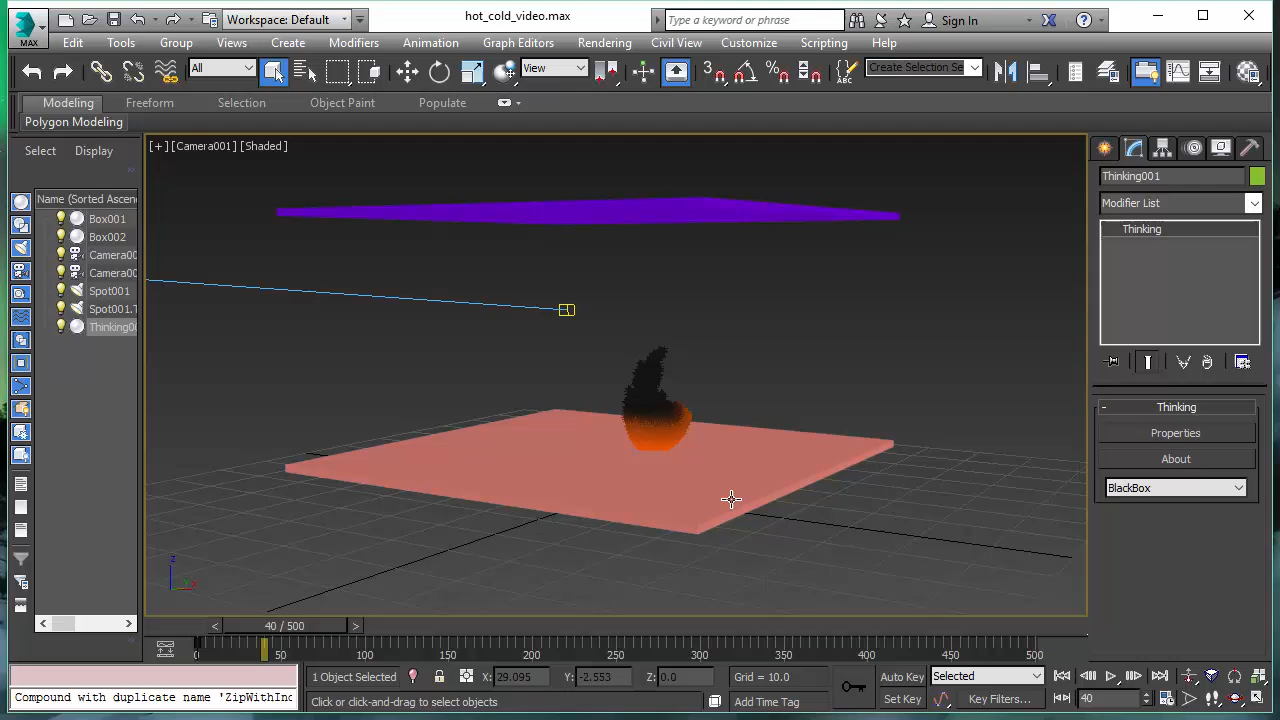 MAX
Workspace: Default
hot_cold_video.max
Type a keyword or phrase
Sign In
Edit Tools Group Views Create Modifiers Animation Graph Editors Rendering Civil View Customize Scripting Help
All
View
ABC
Create Selection Se
Modeling Freeform Selection Object Paint Populate
Polygon Modeling
Select Display
Name (Sorted Ascen
Box001
Box002
Camera00
Camera00
Spot001
Spot001.T
Thinking00
[+] [Camera001] [Shaded]
z
Thinking001
Modifier List
Thinking
- Thinking
Properties
About
BlackBox
< 40 / 500 >
0 50 100 150 200 250 300 350 400 450 500
Compound with duplicate name 'ZipWithInd
1 Object Selected
X: 29.095 Y: -2.553 Z: 0.0
Grid = 10.0
Auto Key
Selected
Click or click-and-drag to select objects
Add Time Tag
Set Key
Key Filters...
40